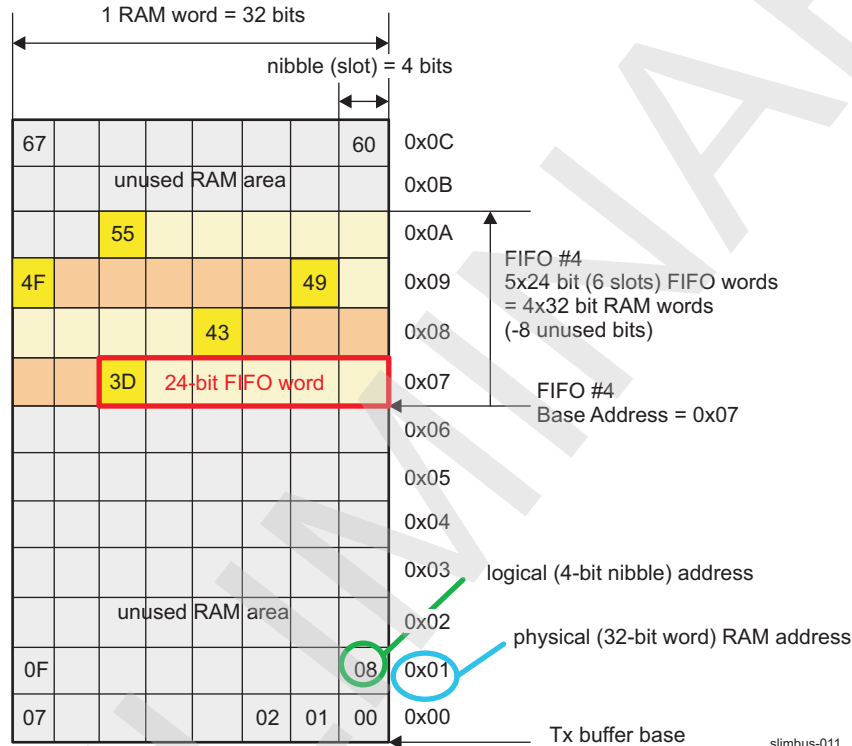 1 RAM word = 32 bits
nibble (slot) = 4 bits
67 60 0x0C
unused RAM area
0x0B
55 0x0A
FIFO #4
5x24 bit (6 slots) FIFO words
= 4x32 bit RAM words
(-8 unused bits)
4F 49 0x09
43 0x08
3D 24-bit FIFO word 0x07
FIFO #4
Base Address = 0x07
0x06
0x05
0x04
0x03
logical (4-bit nibble) address
unused RAM area
0x02
physical (32-bit word) RAM address
0F 08 0x01
07 02 01 00 0x00
Tx buffer base
slimbus-011